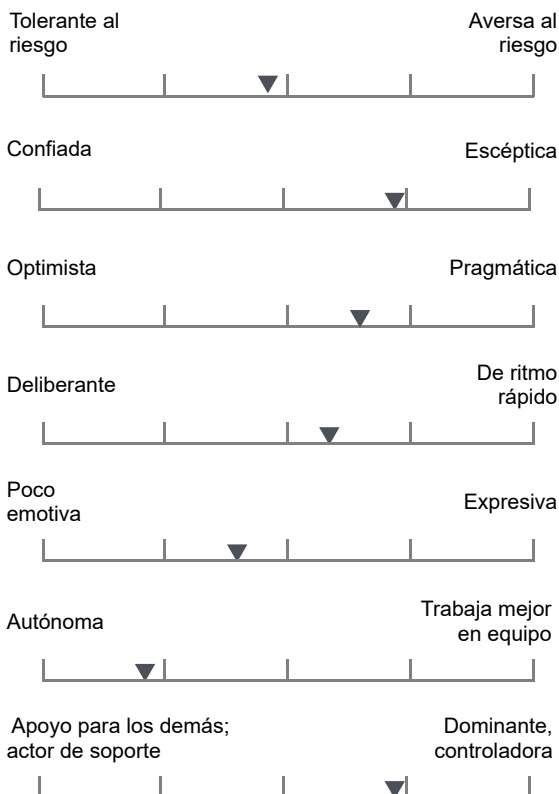 Tolerante al
riesgo
Aversa al
riesgo
Confiada
Escéptica
Optimista
Pragmática
Deliberante
De ritmo
rápido
Poco
emotiva
Expresiva
Autónoma
Trabaja mejor
en equipo
Apoyo para los demás;
actor de soporte
Dominante,
controladora